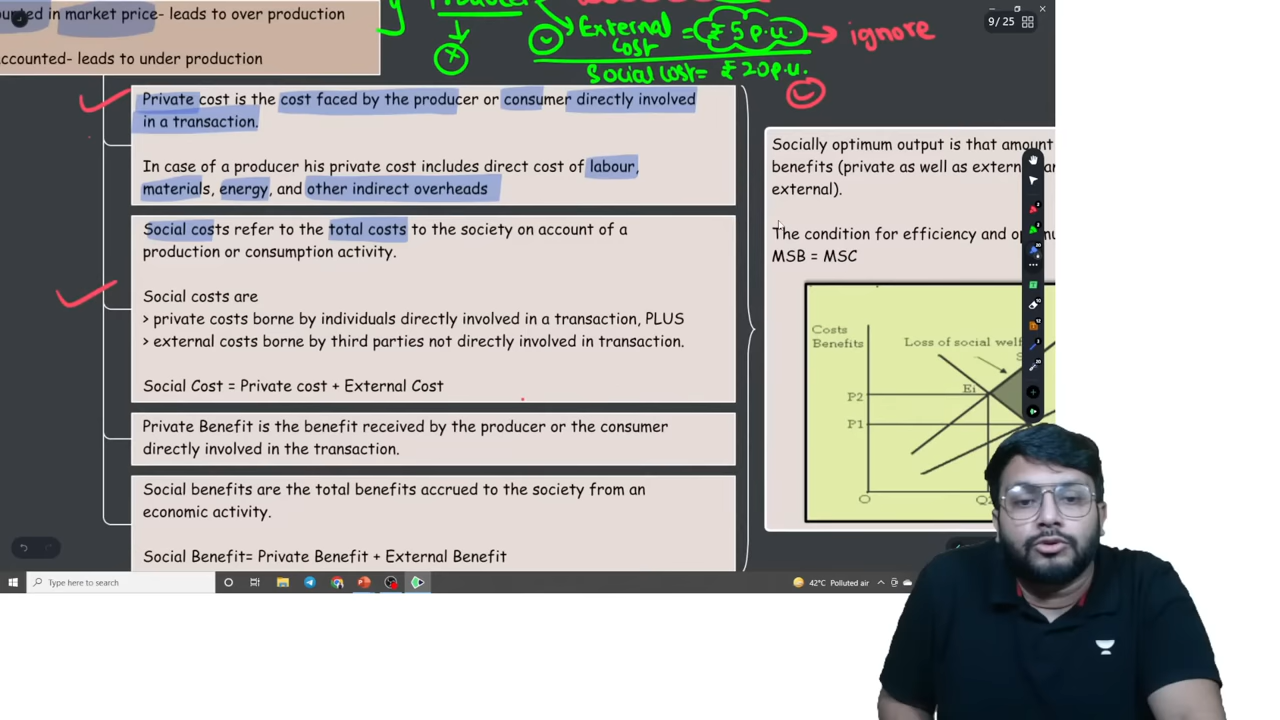 ounted in market price- leads to over production
accounted- leads to under production
Producer
External Cost = ₹ 5 p.u. → ignore
Social Cost = ₹ 20 p.u.
9/25
Private cost is the cost faced by the producer or consumer directly involved
in a transaction.
In case of a producer his private cost includes direct cost of labour,
materials, energy, and other indirect overheads
Social costs refer to the total costs to the society on account of a
production or consumption activity.
Social costs are
> private costs borne by individuals directly involved in a transaction, PLUS
> external costs borne by third parties not directly involved in transaction.
Social Cost = Private cost + External Cost
Private Benefit is the benefit received by the producer or the consumer
directly involved in the transaction.
Social benefits are the total benefits accrued to the society from an
economic activity.
Social Benefit= Private Benefit + External Benefit
Socially optimum output is that amount
benefits (private as well as extern
external).
The condition for efficiency and op
MSB = MSC
Costs
Benefits
Loss of social welf
S
Ei
P2
P1
O
Q2
Type here to search
42°C Polluted air